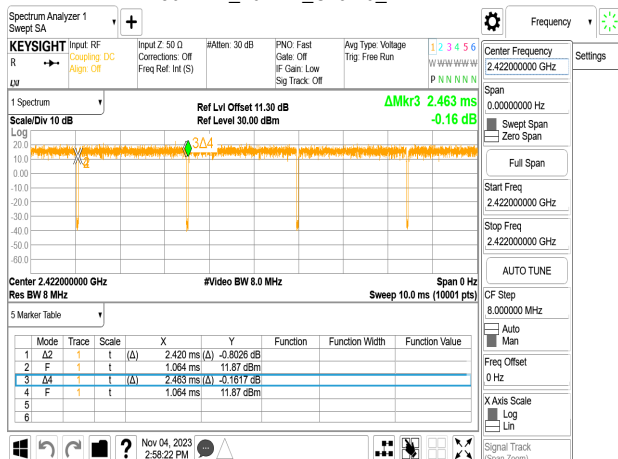 Spectrum Analyzer 1
Swept SA
+
Frequency
KEYSIGHT
R
LNI
Input: RF
Coupling: DC
Align: Off
Input Z: 50 Ω
Corrections: Off
Freq Ref: Int (S)
#Atten: 30 dB
PNO: Fast
Gate: Off
IF Gain: Low
Sig Track: Off
Avg Type: Voltage
Trig: Free Run
1 2 3 4 5 6
W W W W W W
P N N N N N
Center Frequency
2.422000000 GHz
Settings
Span
0.00000000 Hz
Swept Span
Zero Span
Full Span
Start Freq
2.422000000 GHz
Stop Freq
2.422000000 GHz
AUTO TUNE
CF Step
8.000000 MHz
Auto
Man
Freq Offset
0 Hz
X Axis Scale
Log
Lin
Signal Track
(Span Zoom)
1 Spectrum
Scale/Div 10 dB
Ref Lvl Offset 11.30 dB
Ref Level 30.00 dBm
ΔMkr3 2.463 ms
-0.16 dB
Log
20.0
10.0
0.00
-10.0
-20.0
-30.0
-40.0
-50.0
-60.0
3Δ4
Center 2.422000000 GHz
#Video BW 8.0 MHz
Span 0 Hz
Res BW 8 MHz
Sweep 10.0 ms (10001 pts)
5 Marker Table
Mode Trace Scale X Y Function Function Width Function Value
1 Δ2 1 t (Δ) 2.420 ms (Δ) -0.8026 dB
2 F 1 t 1.064 ms 11.87 dBm
3 Δ4 1 t (Δ) 2.463 ms (Δ) -0.1617 dB
4 F 1 t 1.064 ms 11.87 dBm
5
6
?
Nov 04, 2023
2:58:22 PM